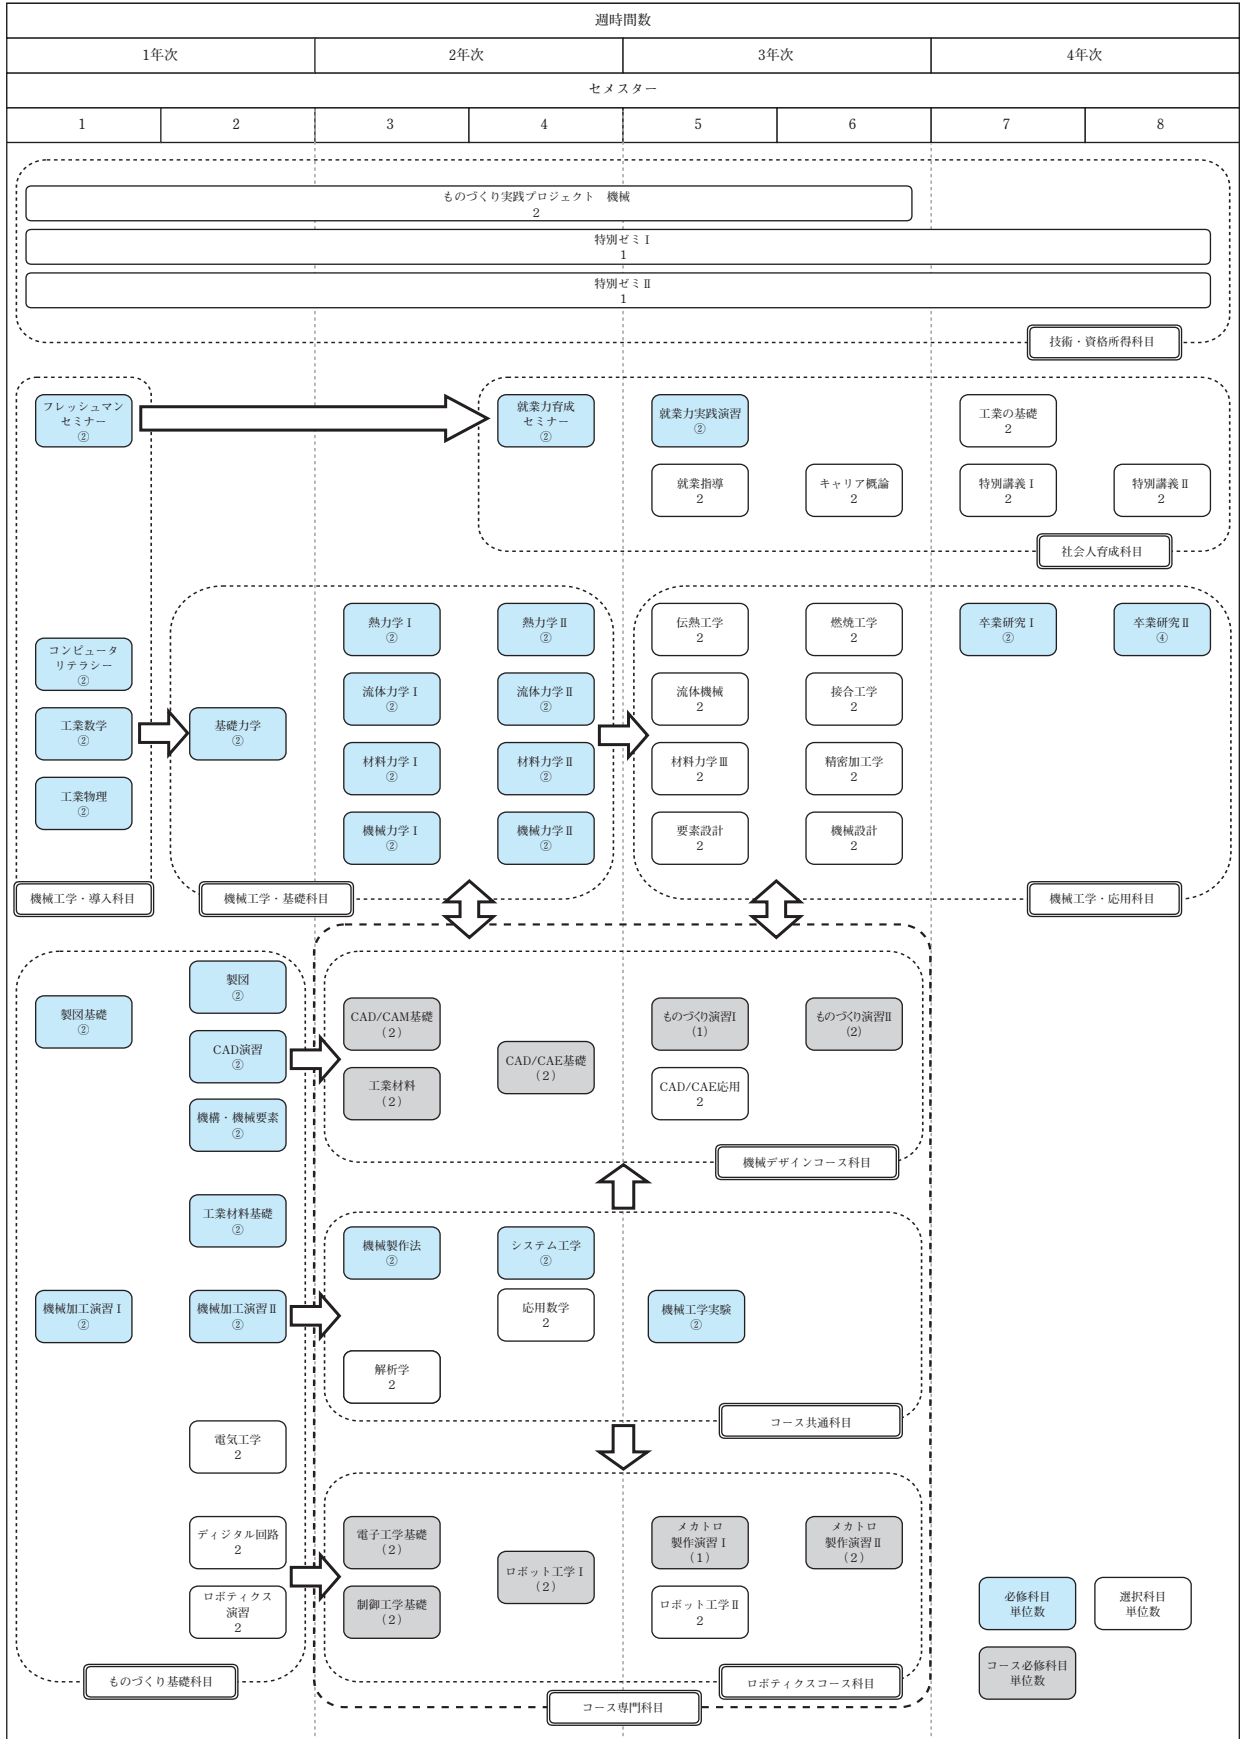 週時間数
1年次
2年次
3年次
4年次
セメスター
1
2
3
4
5
6
7
8
ものづくり実践プロジェクト　機械
2
特別ゼミⅠ
1
特別ゼミⅡ
1
技術・資格所得科目
フレッシュマン
セミナー
②
就業力育成
セミナー
②
就業力実践演習
②
工業の基礎
2
就業指導
2
キャリア概論
2
特別講義Ⅰ
2
特別講義Ⅱ
2
社会人育成科目
コンピュータ
リテラシー
②
工業数学
②
工業物理
②
機械工学・導入科目
基礎力学
②
熱力学Ⅰ
②
熱力学Ⅱ
②
流体力学Ⅰ
②
流体力学Ⅱ
②
材料力学Ⅰ
②
材料力学Ⅱ
②
機械力学Ⅰ
②
機械力学Ⅱ
②
機械工学・基礎科目
伝熱工学
2
燃焼工学
2
卒業研究Ⅰ
②
卒業研究Ⅱ
④
流体機械
2
接合工学
2
材料力学Ⅲ
2
精密加工学
2
要素設計
2
機械設計
2
機械工学・応用科目
製図基礎
②
製図
②
CAD演習
②
機構・機械要素
②
工業材料基礎
②
機械加工演習Ⅰ
②
機械加工演習Ⅱ
②
電気工学
2
ディジタル回路
2
ロボティクス
演習
2
ものづくり基礎科目
CAD/CAM基礎
（2）
工業材料
（2）
CAD/CAE基礎
（2）
ものづくり演習Ⅰ
（1）
ものづくり演習Ⅱ
（2）
CAD/CAE応用
2
機械デザインコース科目
機械製作法
②
システム工学
②
応用数学
2
機械工学実験
②
解析学
2
コース共通科目
電子工学基礎
（2）
制御工学基礎
（2）
ロボット工学Ⅰ
（2）
メカトロ
製作演習Ⅰ
（1）
メカトロ
製作演習Ⅱ
（2）
ロボット工学Ⅱ
2
ロボティクスコース科目
コース専門科目
必修科目
単位数
選択科目
単位数
コース必修科目
単位数